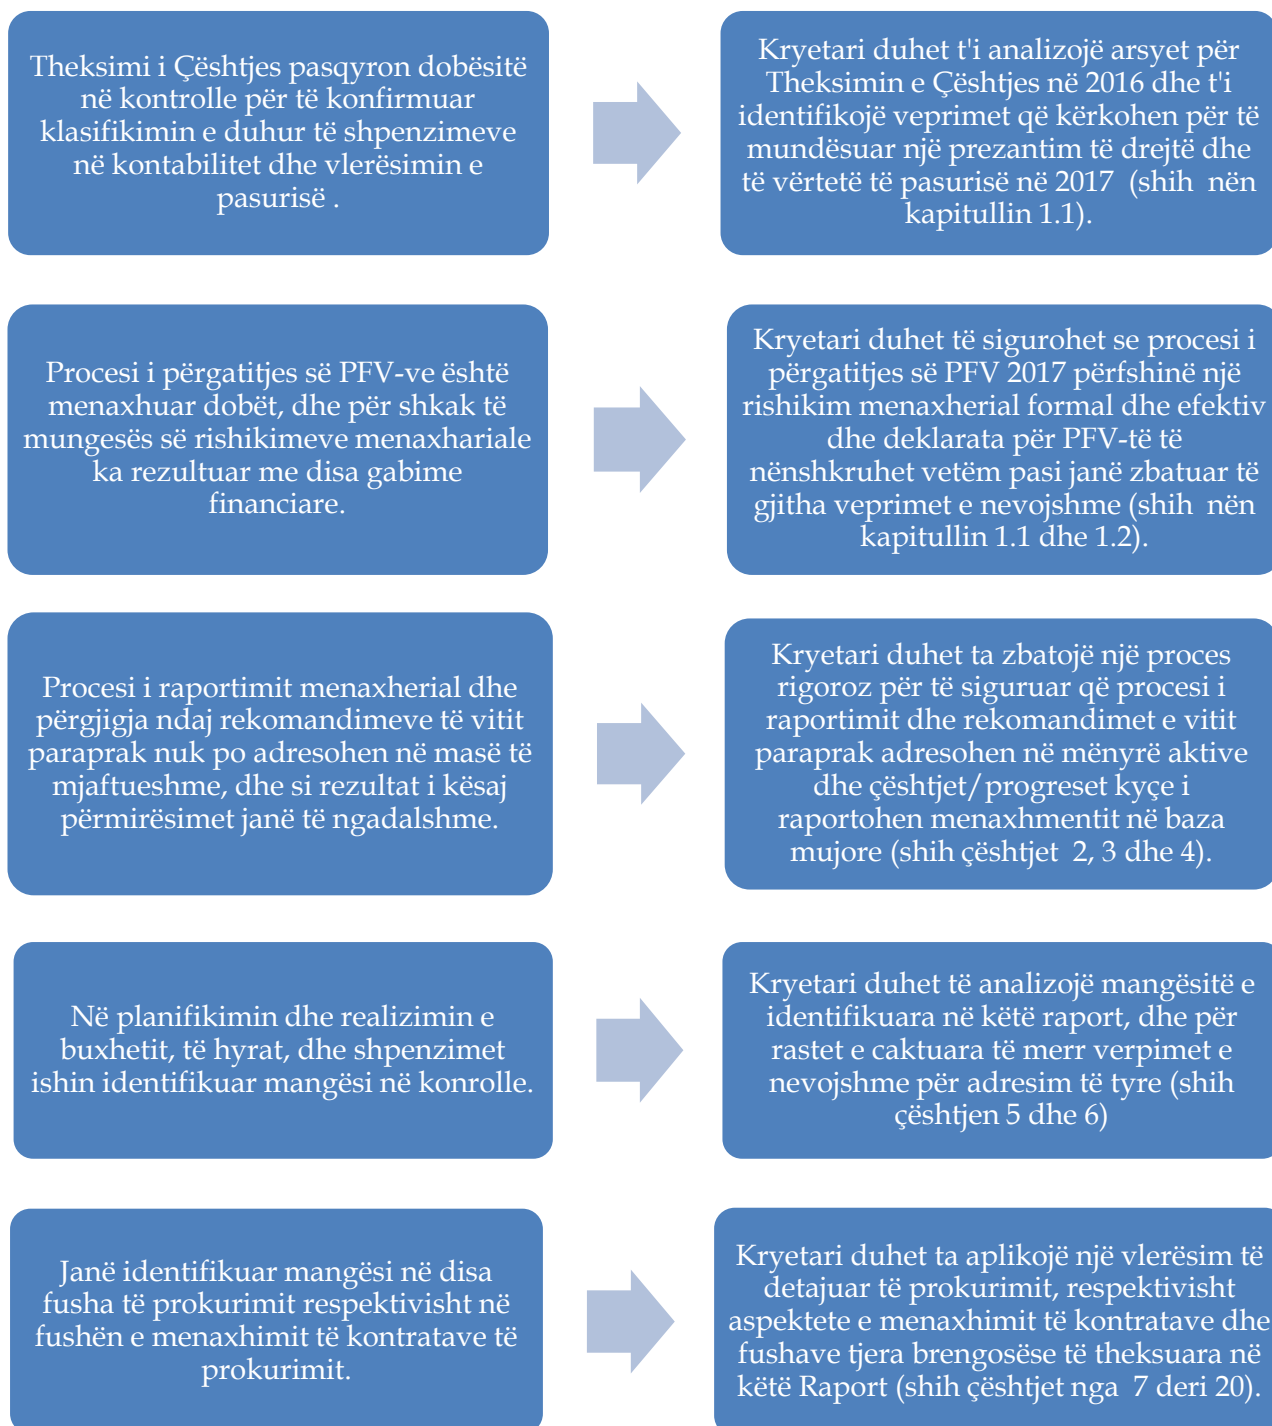 Theksimi i Çështjes pasqyron dobësitë
në kontrolle për të konfirmuar
klasifikimin e duhur të shpenzimeve
në kontabilitet dhe vlerësimin e
pasurisë .
Kryetari duhet t'i analizojë arsyet për
Theksimin e Çështjes në 2016 dhe t'i
identifikojë veprimet që kërkohen për të
mundësuar një prezantim të drejtë dhe
të vërtetë të pasurisë në 2017 (shih nën
kapitullin 1.1).
Procesi i përgatitjes së PFV-ve është
menaxhuar dobët, dhe për shkak të
mungesës së rishikimeve menaxhariale
ka rezultuar me disa gabime
financiare.
Kryetari duhet të sigurohet se procesi i
përgatitjes së PFV 2017 përfshinë një
rishikim menaxherial formal dhe efektiv
dhe deklarata për PFV-të të
nënshkruhet vetëm pasi janë zbatuar të
gjitha veprimet e nevojshme (shih nën
kapitullin 1.1 dhe 1.2).
Procesi i raportimit menaxherial dhe
përgjigja ndaj rekomandimeve të vitit
paraprak nuk po adresohen në masë të
mjaftueshme, dhe si rezultat i kësaj
përmirësimet janë të ngadalshme.
Kryetari duhet ta zbatojë një proces
rigoroz për të siguruar që procesi i
raportimit dhe rekomandimet e vitit
paraprak adresohen në mënyrë aktive
dhe çështjet/progreset kyçe i
raportohen menaxhmentit në baza
mujore (shih çështjet 2, 3 dhe 4).
Në planifikimin dhe realizimin e
buxhetit, të hyrat, dhe shpenzimet
ishin identifikuar mangësi në konrolle.
Kryetari duhet të analizojë mangësitë e
identifikuara në këtë raport, dhe për
rastet e caktuara të merr verpimet e
nevojshme për adresim të tyre (shih
çështjen 5 dhe 6)
Janë identifikuar mangësi në disa
fusha të prokurimit respektivisht në
fushën e menaxhimit të kontratave të
prokurimit.
Kryetari duhet ta aplikojë një vlerësim të
detajuar të prokurimit, respektivisht
aspektete e menaxhimit të kontratave dhe
fushave tjera brengosëse të theksuara në
këtë Raport (shih çështjet nga 7 deri 20).